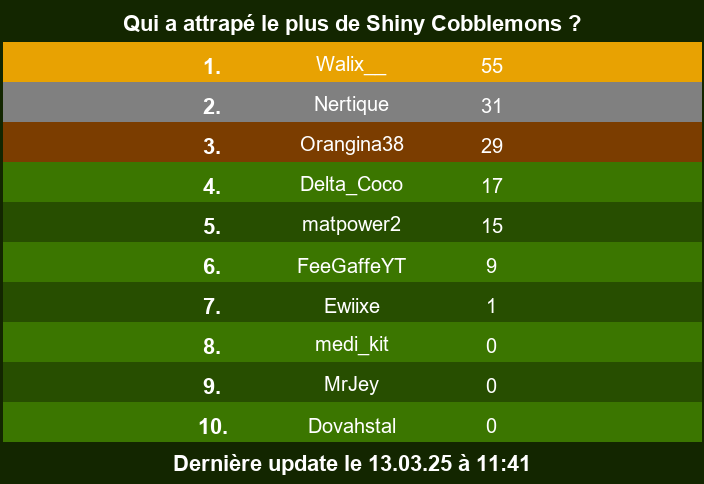 Qui a attrapé le plus de Shiny Cobblemons ?
1. Walix__ 55
2. Nertique 31
3. Orangina38 29
4. Delta_Coco 17
5. matpower2 15
6. FeeGaffeYT 9
7. Ewiixe 1
8. medi_kit 0
9. MrJey 0
10. Dovahstal 0
Dernière update le 13.03.25 à 11:41